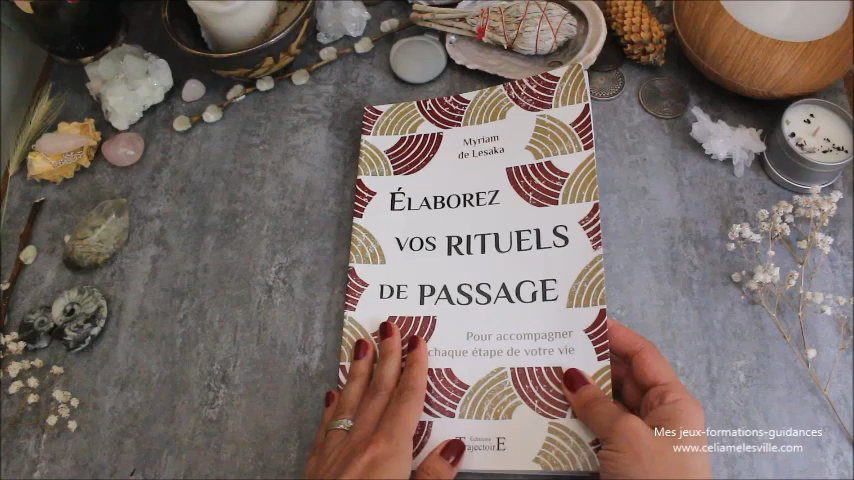 Myriam
de Lesaka
ÉLABOREZ
VOS RITUELS
DE PASSAGE
Pour accompagner
chaque étape de votre vie
Éditions
TrajectoirE
Mes jeux-formations-guidances
www.celiamelesville.com